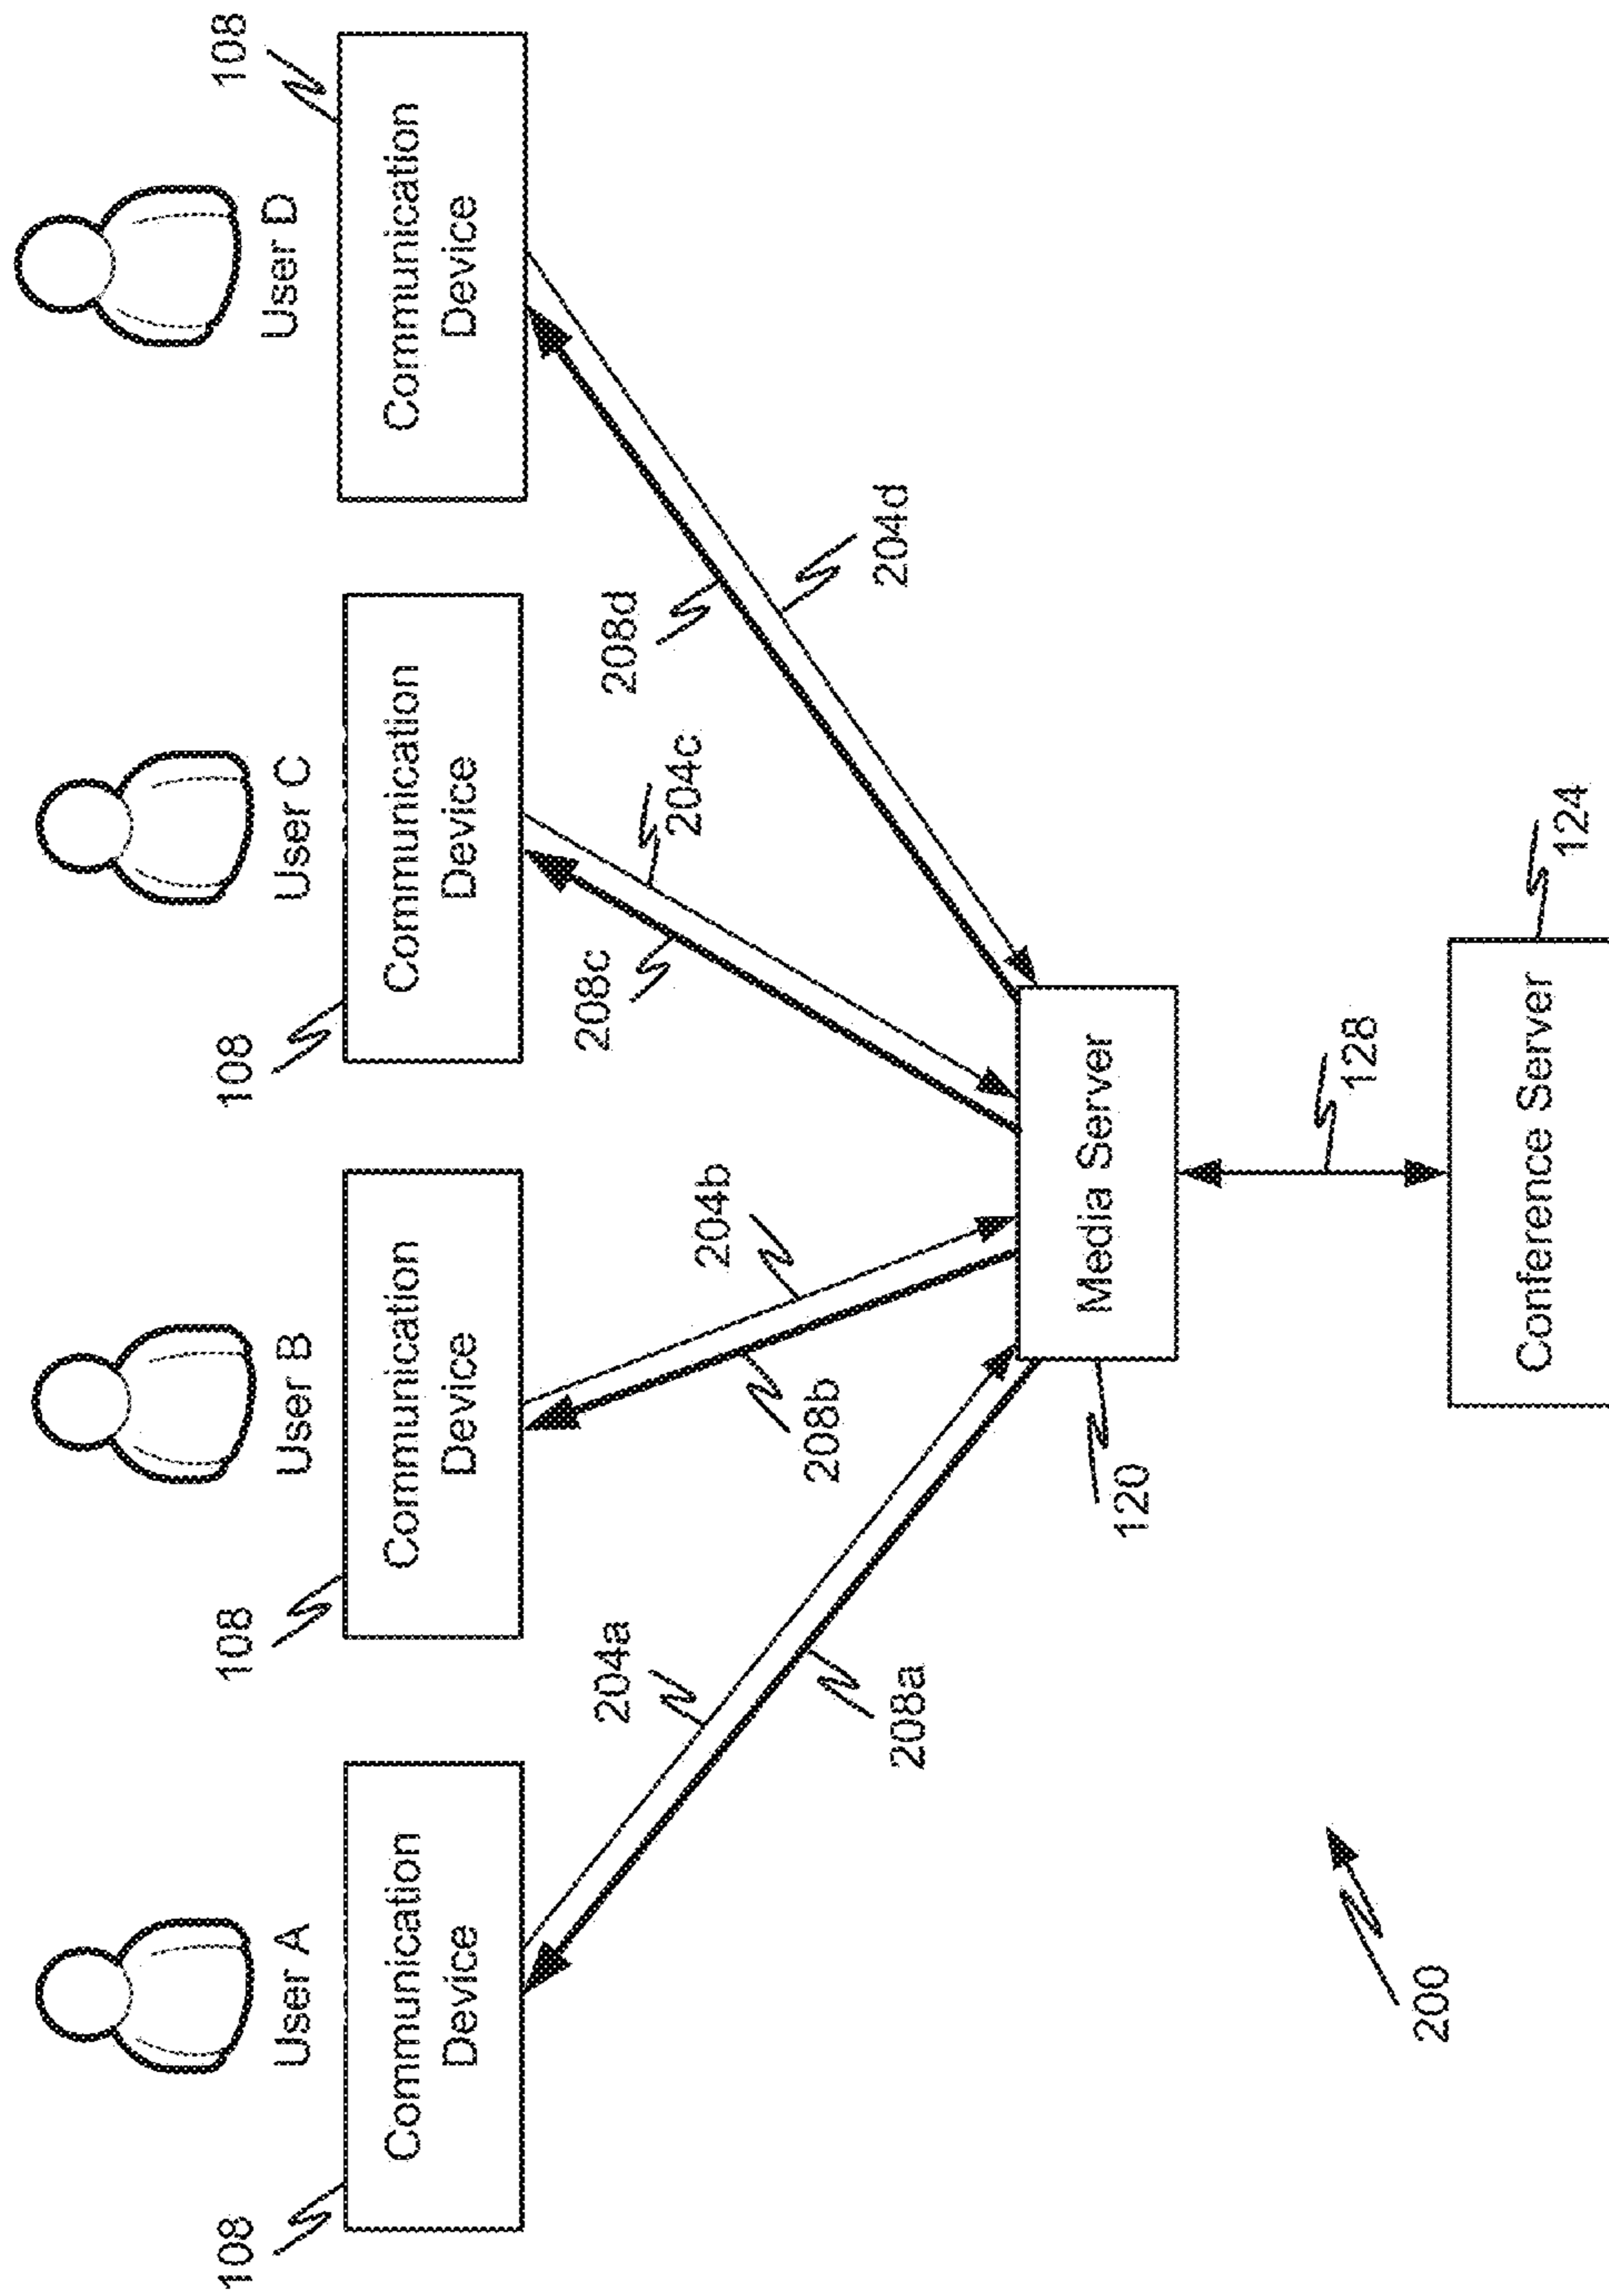 User A
User B
User C
User D
108
108
108
108
Communication
Device
Communication
Device
Communication
Device
Communication
Device
204a
208a
204b
208b
208c
204c
208d
204d
120
Media Server
128
124
Conference Server
200